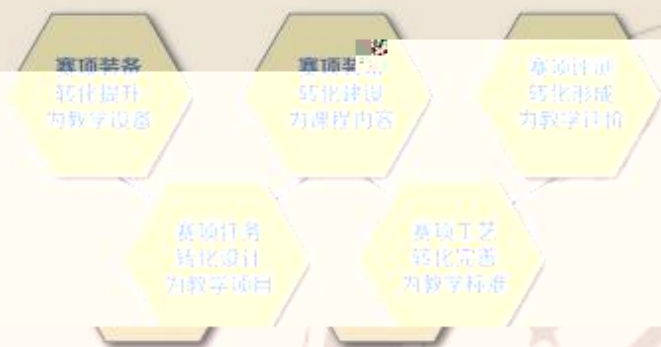 赛项装备
转化提升
为教学设备
赛项
转化建设
为课程内容
赛项评测
转化形成
为教学评价
赛项任务
转化设计
为教学项目
赛项工艺
转化完善
为教学标准